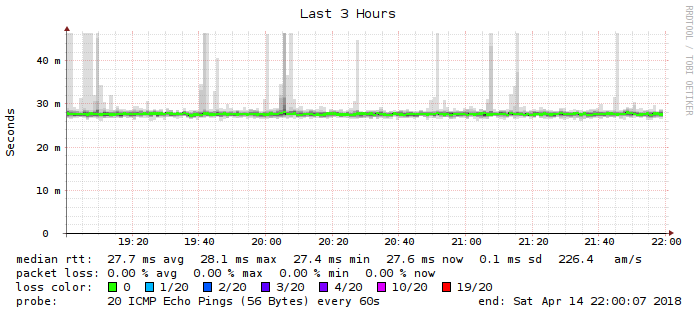 Last 3 Hours
RRDTOOL / TOBI OETIKER
Seconds
40 m
30 m
20 m
10 m
0
19:20 19:40 20:00 20:20 20:40 21:00 21:20 21:40 22:00
median rtt: 27.7 ms avg 28.1 ms max 27.4 ms min 27.6 ms now 0.1 ms sd 226.4 am/s
packet loss: 0.00 % avg 0.00 % max 0.00 % min 0.00 % now
loss color: 0 1/20 2/20 3/20 4/20 10/20 19/20
probe: 20 ICMP Echo Pings (56 Bytes) every 60s end: Sat Apr 14 22:00:07 2018